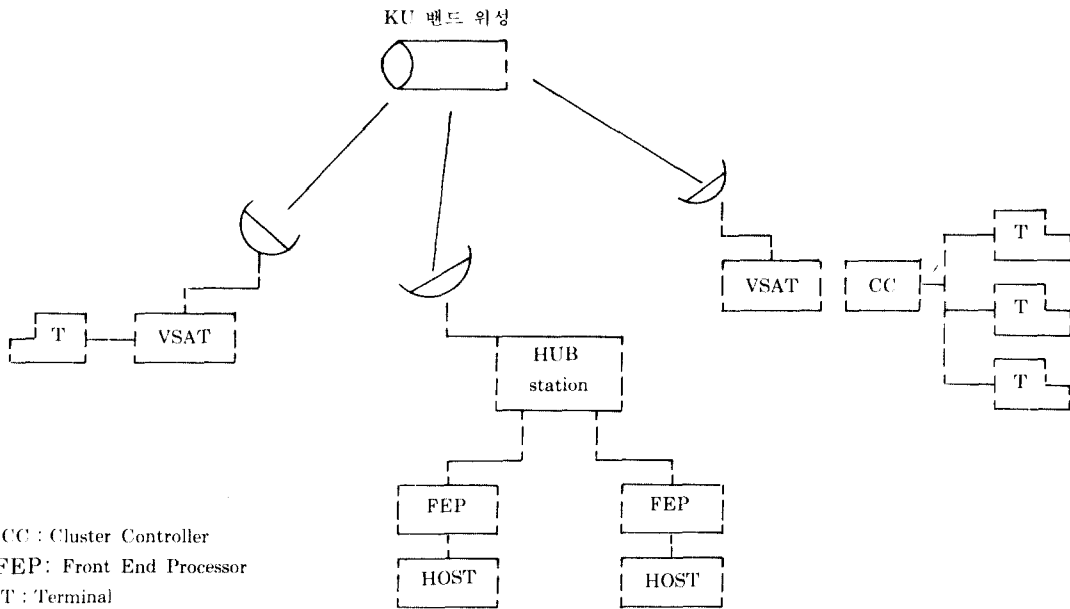 KU 밴드 위성
T
VSAT
HUB
station
VSAT
CC
T
T
T
FEP
FEP
HOST
HOST
CC : Cluster Controller
FEP: Front End Processor
T : Terminal